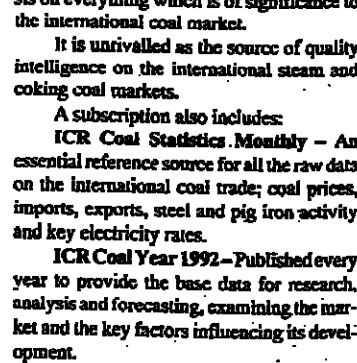 sis on everything which is of significance to
the international coal market.
It is unrivalled as the source of quality
intelligence on the international steam and
coking coal markets.
A subscription also includes:
ICR Coal Statistics Monthly – An
essential reference source for all the raw data
on the international coal trade; coal prices,
imports, exports, steel and pig iron activity
and key electricity rates.
ICR Coal Year 1992 – Published every
year to provide the base data for research,
analysis and forecasting, examining the mar-
ket and the key factors influencing its devel-
opment.